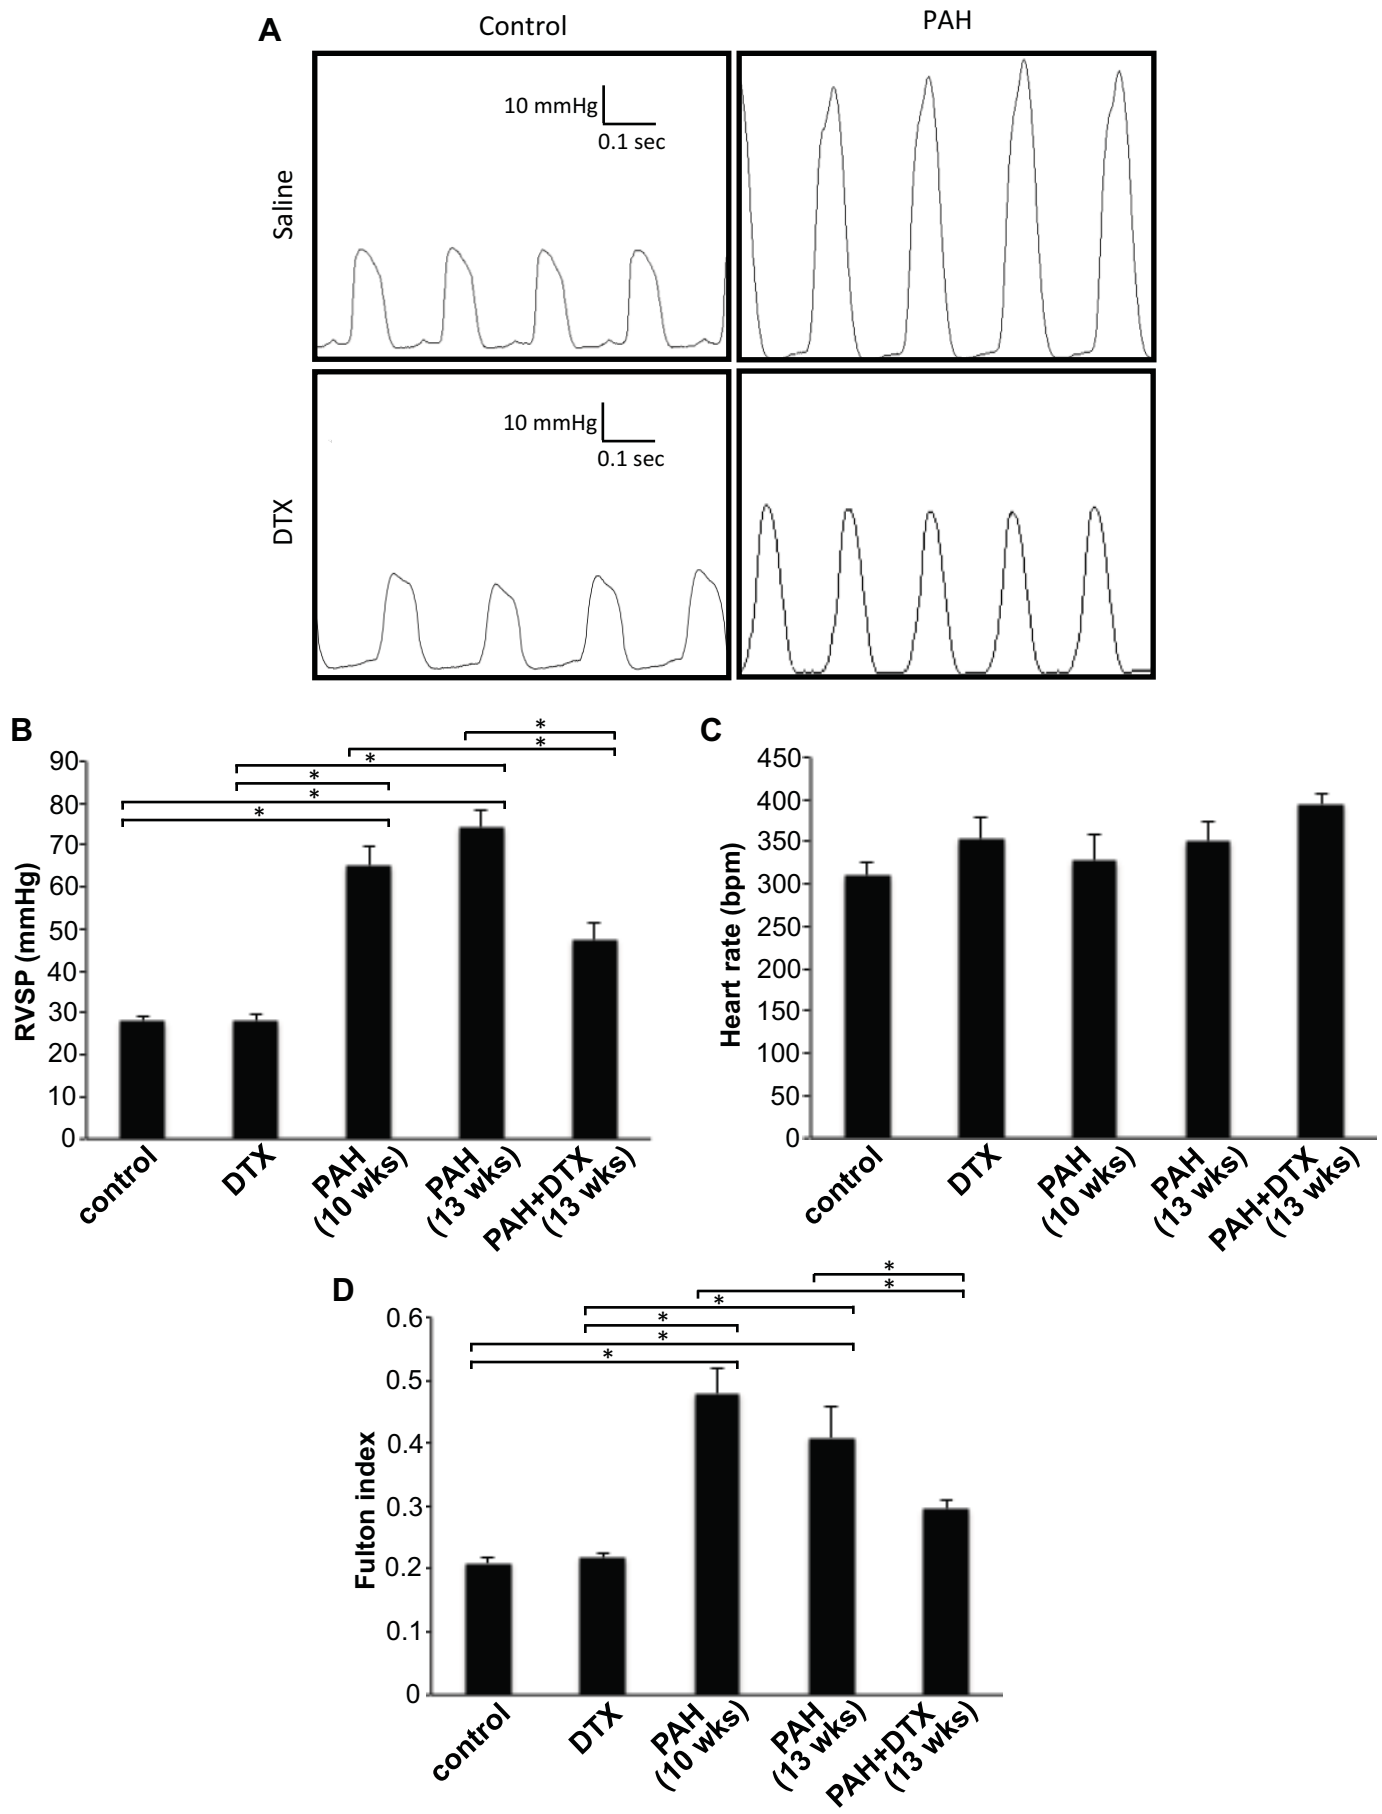 A
Control
PAH
Saline
10 mmHg
0.1 sec
DTX
10 mmHg
0.1 sec
B
*
*
*
*
*
*
RVSP (mmHg)
90
80
70
60
50
40
30
20
10
0
control
DTX
PAH
(10 wks)
PAH
(13 wks)
PAH+DTX
(13 wks)
C
Heart rate (bpm)
450
400
350
300
250
200
150
100
50
0
control
DTX
PAH
(10 wks)
PAH
(13 wks)
PAH+DTX
(13 wks)
D
*
*
*
*
*
*
Fulton index
0.6
0.5
0.4
0.3
0.2
0.1
0
control
DTX
PAH
(10 wks)
PAH
(13 wks)
PAH+DTX
(13 wks)